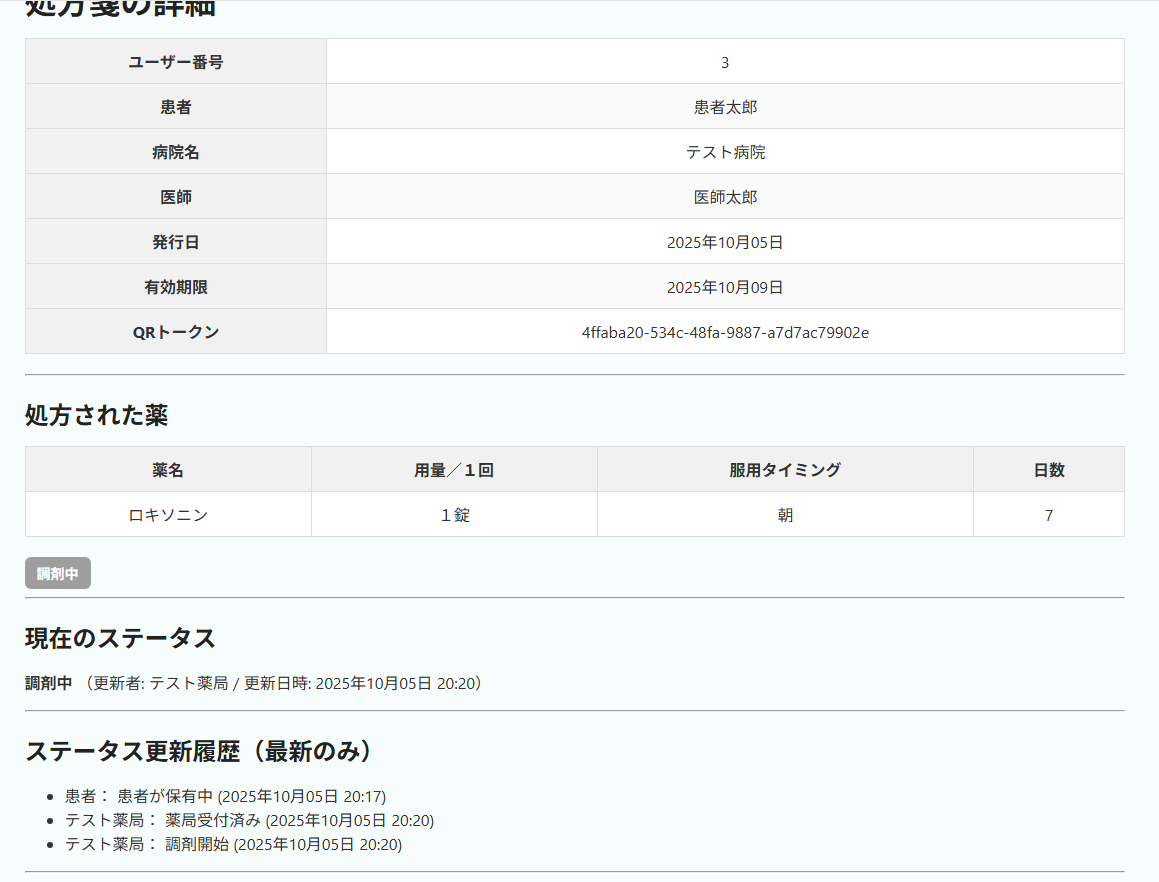 処方箋の詳細
ユーザー番号 3
患者 患者太郎
病院名 テスト病院
医師 医師太郎
発行日 2025年10月05日
有効期限 2025年10月09日
QRトークン 4ffaba20-534c-48fa-9887-a7d7ac79902e
処方された薬
薬名 用量／１回 服用タイミング 日数
ロキソニン １錠 朝 7
調剤中
現在のステータス
調剤中 （更新者: テスト薬局 / 更新日時: 2025年10月05日 20:20）
ステータス更新履歴（最新のみ）
• 患者： 患者が保有中 (2025年10月05日 20:17)
• テスト薬局： 薬局受付済み (2025年10月05日 20:20)
• テスト薬局： 調剤開始 (2025年10月05日 20:20)